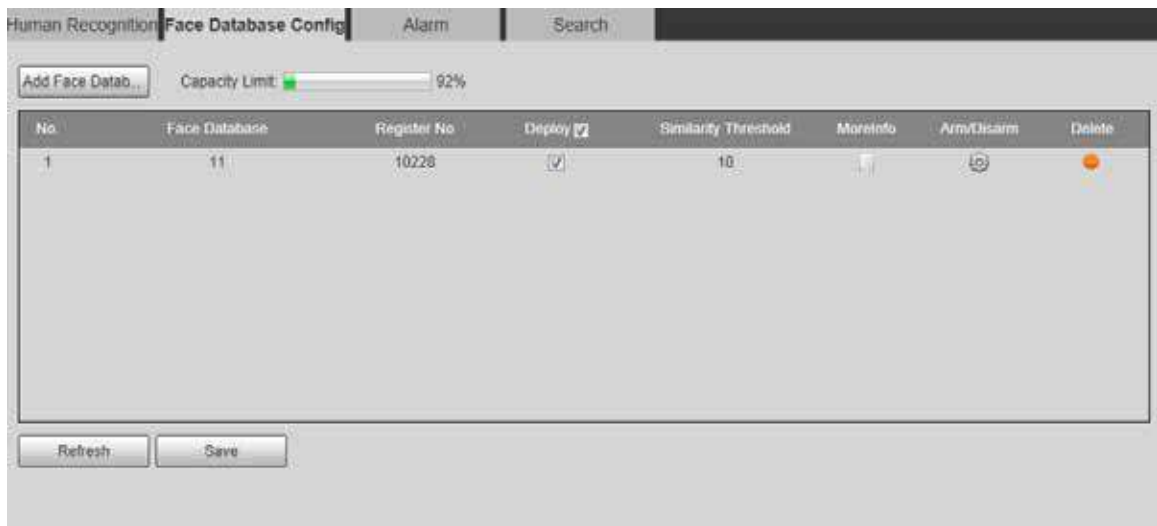 Human Recognition Face Database Config Alarm Search
Add Face Datab... Capacity Limit: 92%
No. Face Database Register No Deploy Similarity Threshold MoreInfo Arm/Disarm Delete
1 11 10228 10
Refresh Save